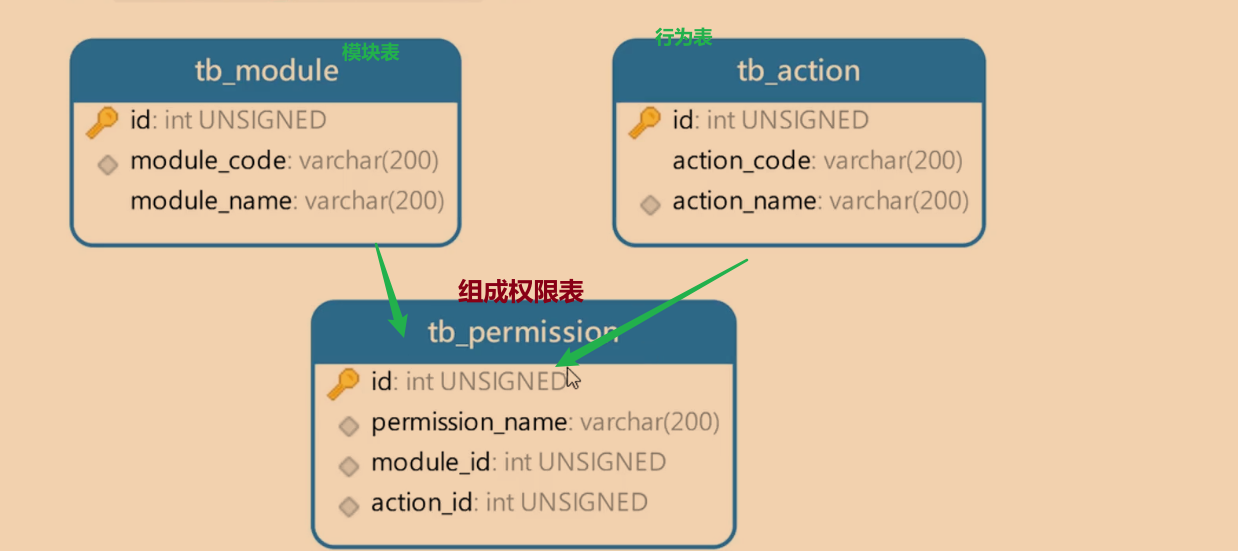 模块表
tb_module
id: int UNSIGNED
module_code: varchar(200)
module_name: varchar(200)
行为表
tb_action
id: int UNSIGNED
action_code: varchar(200)
action_name: varchar(200)
组成权限表
tb_permission
id: int UNSIGNED
permission_name: varchar(200)
module_id: int UNSIGNED
action_id: int UNSIGNED